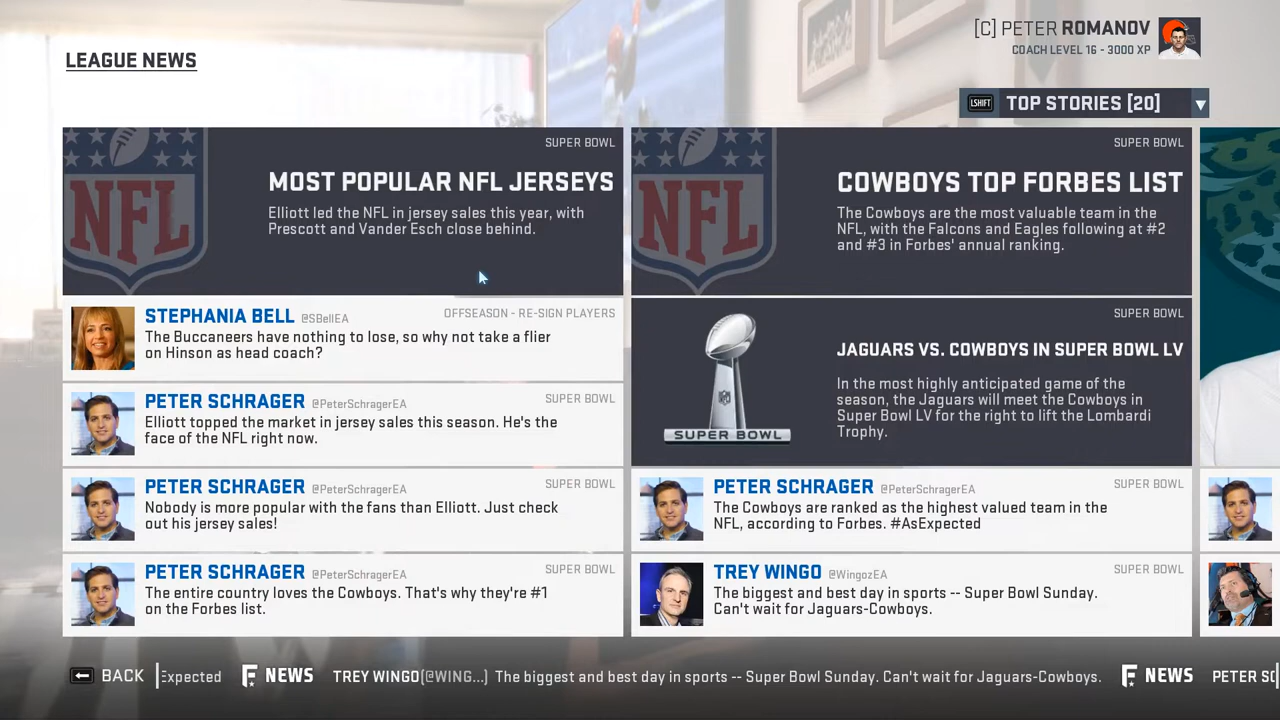 [C] PETER ROMANOV
COACH LEVEL 16 - 3000 XP
LEAGUE NEWS
LSHIFT TOP STORIES [20]
SUPER BOWL
NFL
MOST POPULAR NFL JERSEYS
Elliott led the NFL in jersey sales this year, with
Prescott and Vander Esch close behind.
STEPHANIA BELL @SBellEA
OFFSEASON - RE-SIGN PLAYERS
The Buccaneers have nothing to lose, so why not take a flier
on Hinson as head coach?
PETER SCHRAGER @PeterSchragerEA
SUPER BOWL
Elliott topped the market in jersey sales this season. He's the
face of the NFL right now.
PETER SCHRAGER @PeterSchragerEA
SUPER BOWL
Nobody is more popular with the fans than Elliott. Just check
out his jersey sales!
PETER SCHRAGER @PeterSchragerEA
SUPER BOWL
The entire country loves the Cowboys. That's why they're #1
on the Forbes list.
SUPER BOWL
NFL
COWBOYS TOP FORBES LIST
The Cowboys are the most valuable team in the
NFL, with the Falcons and Eagles following at #2
and #3 in Forbes' annual ranking.
SUPER BOWL
JAGUARS VS. COWBOYS IN SUPER BOWL LV
In the most highly anticipated game of the
season, the Jaguars will meet the Cowboys in
Super Bowl LV for the right to lift the Lombardi
Trophy.
NFL
SUPER BOWL
PETER SCHRAGER @PeterSchragerEA
SUPER BOWL
The Cowboys are ranked as the highest valued team in the
NFL, according to Forbes. #AsExpected
TREY WINGO @WingozEA
SUPER BOWL
The biggest and best day in sports -- Super Bowl Sunday.
Can't wait for Jaguars-Cowboys.
BACK Expected F NEWS TREY WINGO(@WING...) The biggest and best day in sports -- Super Bowl Sunday. Can't wait for Jaguars-Cowboys. F NEWS PETER SC